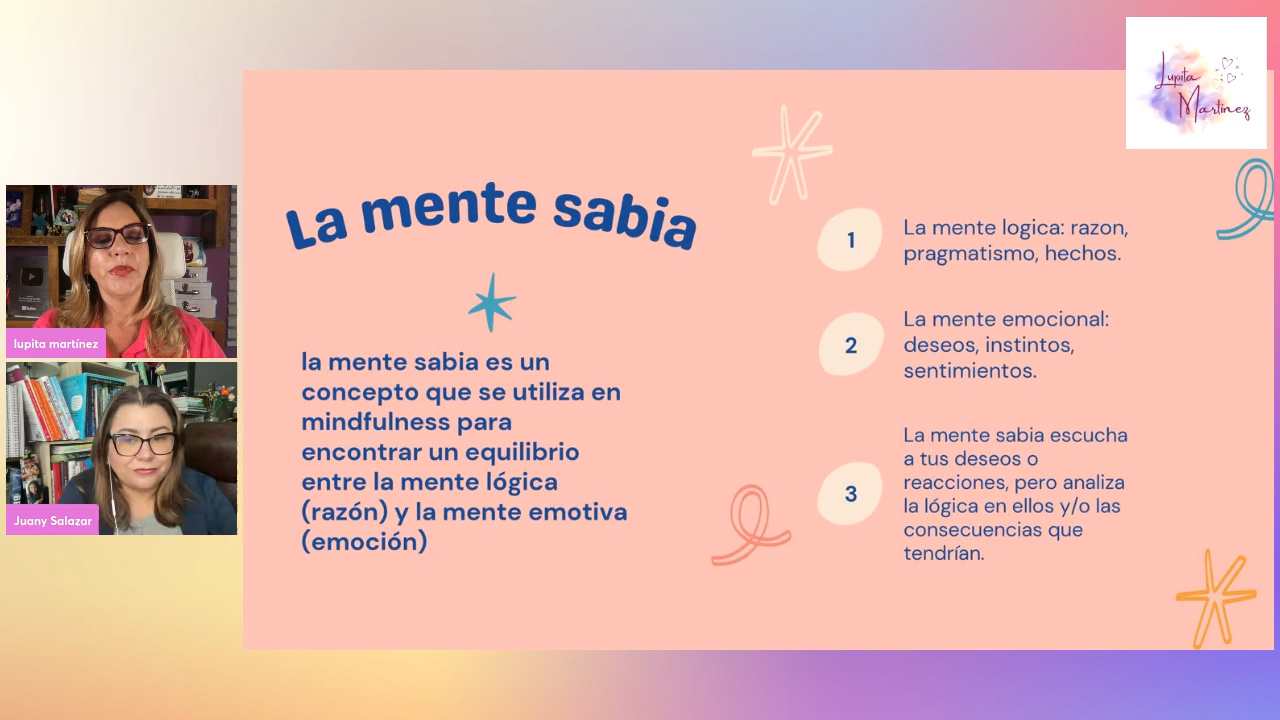 Lupita
Martínez
La mente sabia
la mente sabia es un
concepto que se utiliza en
mindfulness para
encontrar un equilibrio
entre la mente lógica
(razón) y la mente emotiva
(emoción)
1
La mente logica: razon,
pragmatismo, hechos.
2
La mente emocional:
deseos, instintos,
sentimientos.
3
La mente sabia escucha
a tus deseos o
reacciones, pero analiza
la lógica en ellos y/o las
consecuencias que
tendrían.
lupita martínez
Juany Salazar